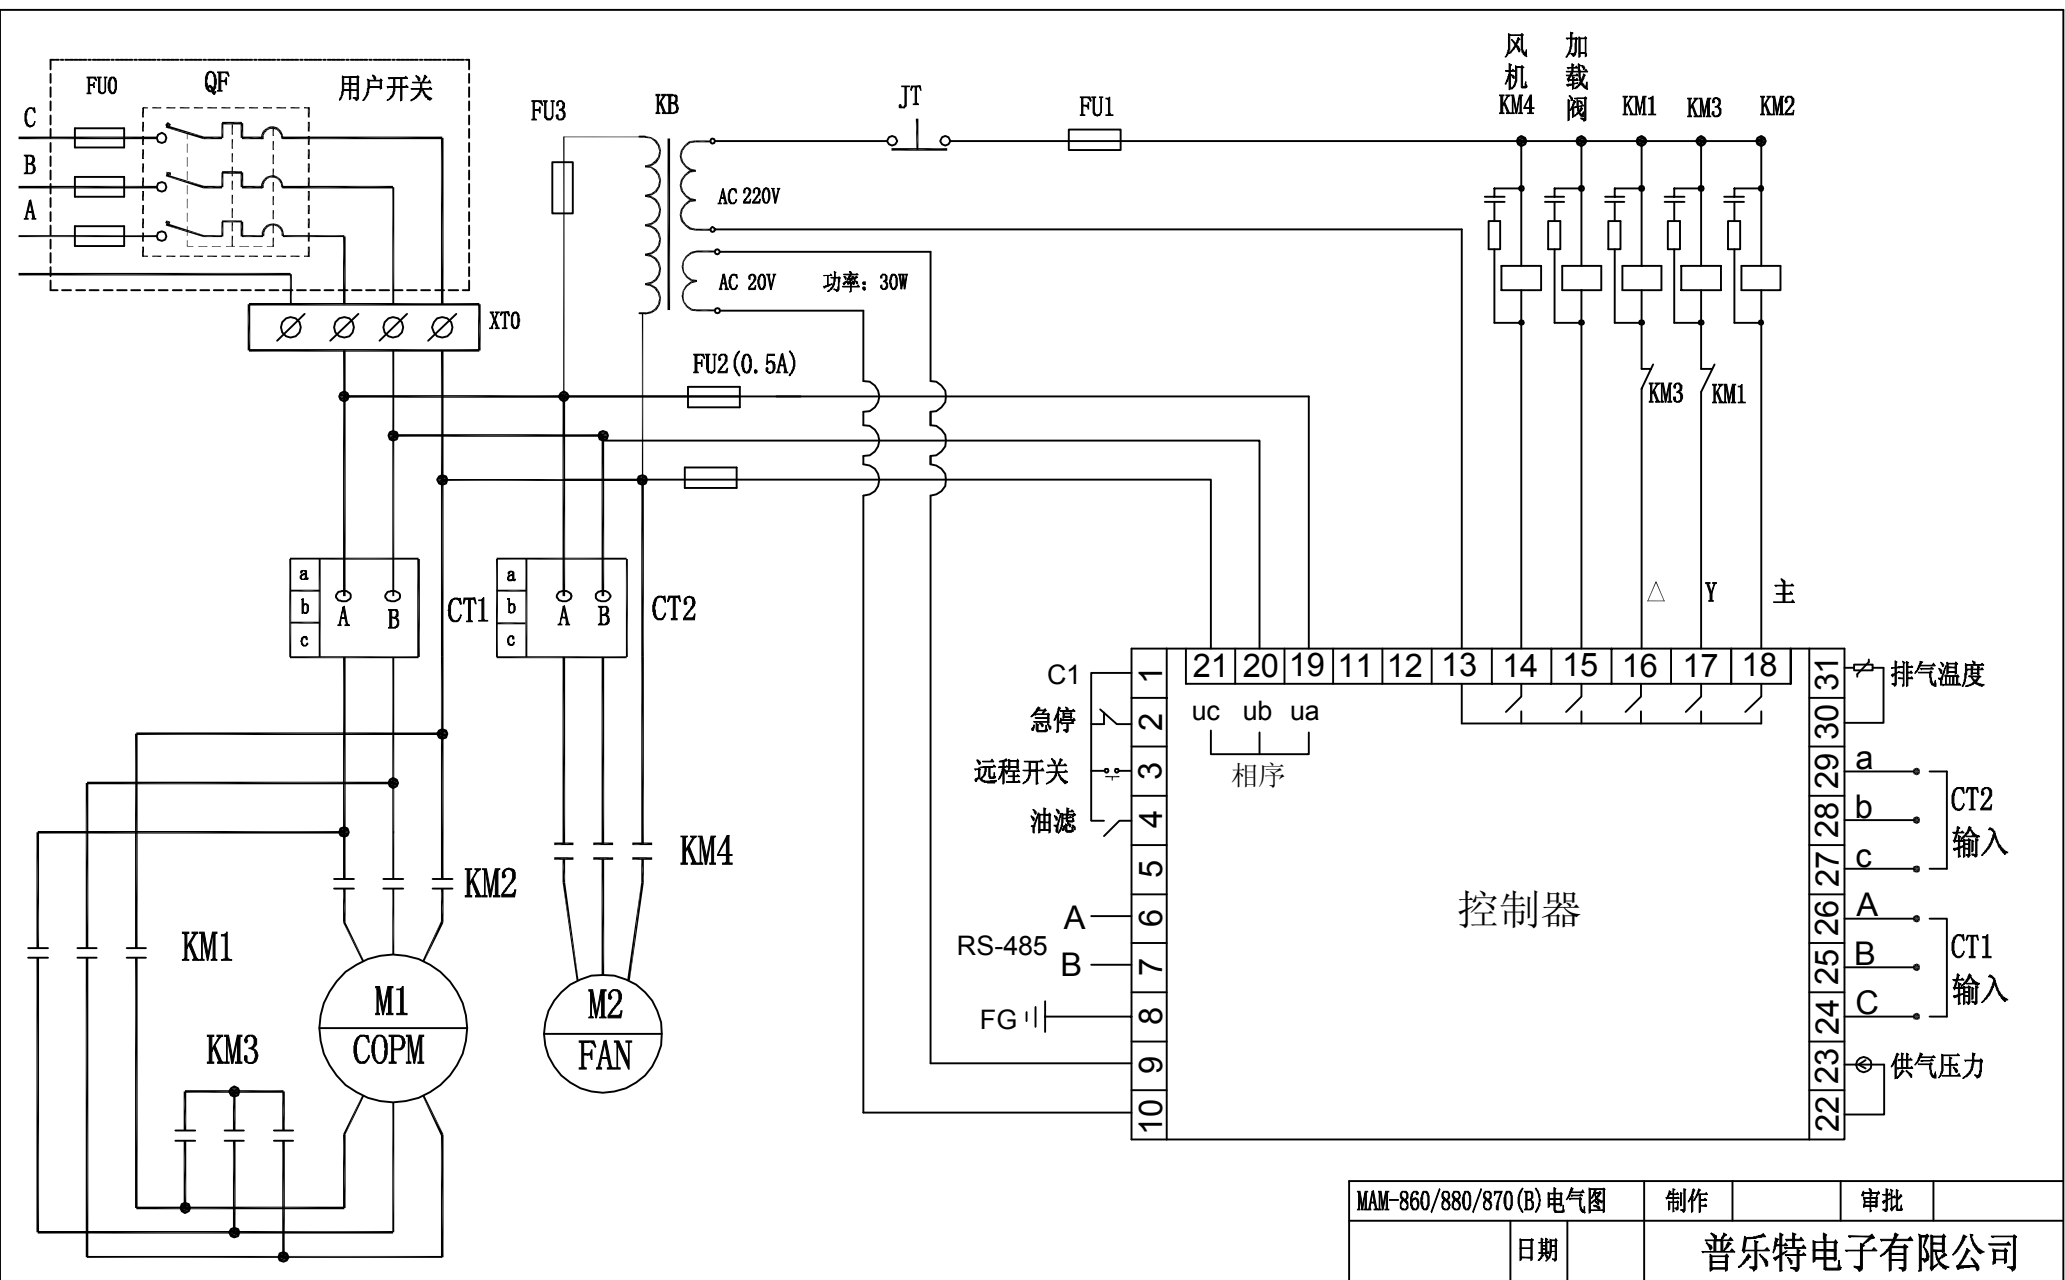 FU0 QF 用户开关
C
B
A
XT0
FU3 KB JT FU1
AC 220V
AC 20V 功率: 30W
FU2(0.5A)
风机 KM4
加载阀
KM1
KM3
KM2
KM3 KM1
△ Y 主
a
b
c
A B
CT1
a
b
c
A B
CT2
KM2
KM4
KM1
M1
COPM
M2
FAN
KM3
21 20 19 11 12 13 14 15 16 17 18
uc ub ua
相序
C1 1
急停 2
远程开关 3
油滤 4
5
A 6
RS-485
B 7
FG 8
9
10
控制器
31 排气温度
30
29 a
28 b
27 c
CT2
输入
26 A
25 B
24 C
CT1
输入
23 供气压力
22
MAM-860/880/870(B)电气图 制作 审批
日期 普乐特电子有限公司